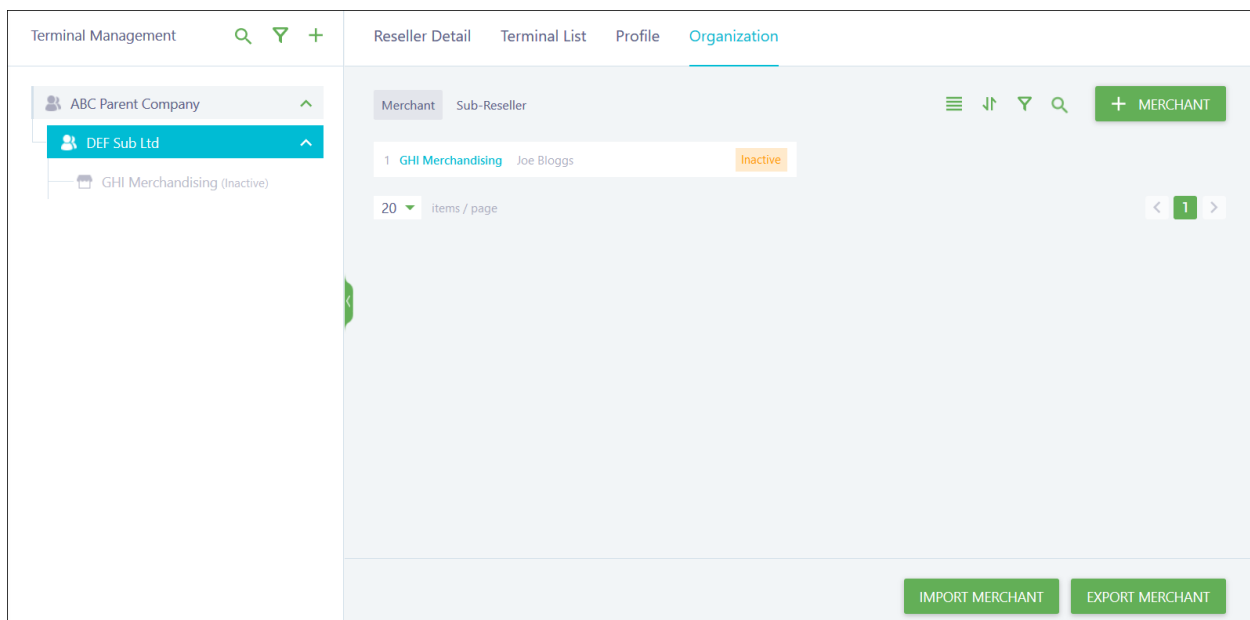 Terminal Management
Reseller Detail Terminal List Profile Organization
ABC Parent Company
DEF Sub Ltd
GHI Merchandising (Inactive)
Merchant Sub-Reseller
+ MERCHANT
1 GHI Merchandising Joe Bloggs Inactive
20 items / page
< 1 >
IMPORT MERCHANT EXPORT MERCHANT